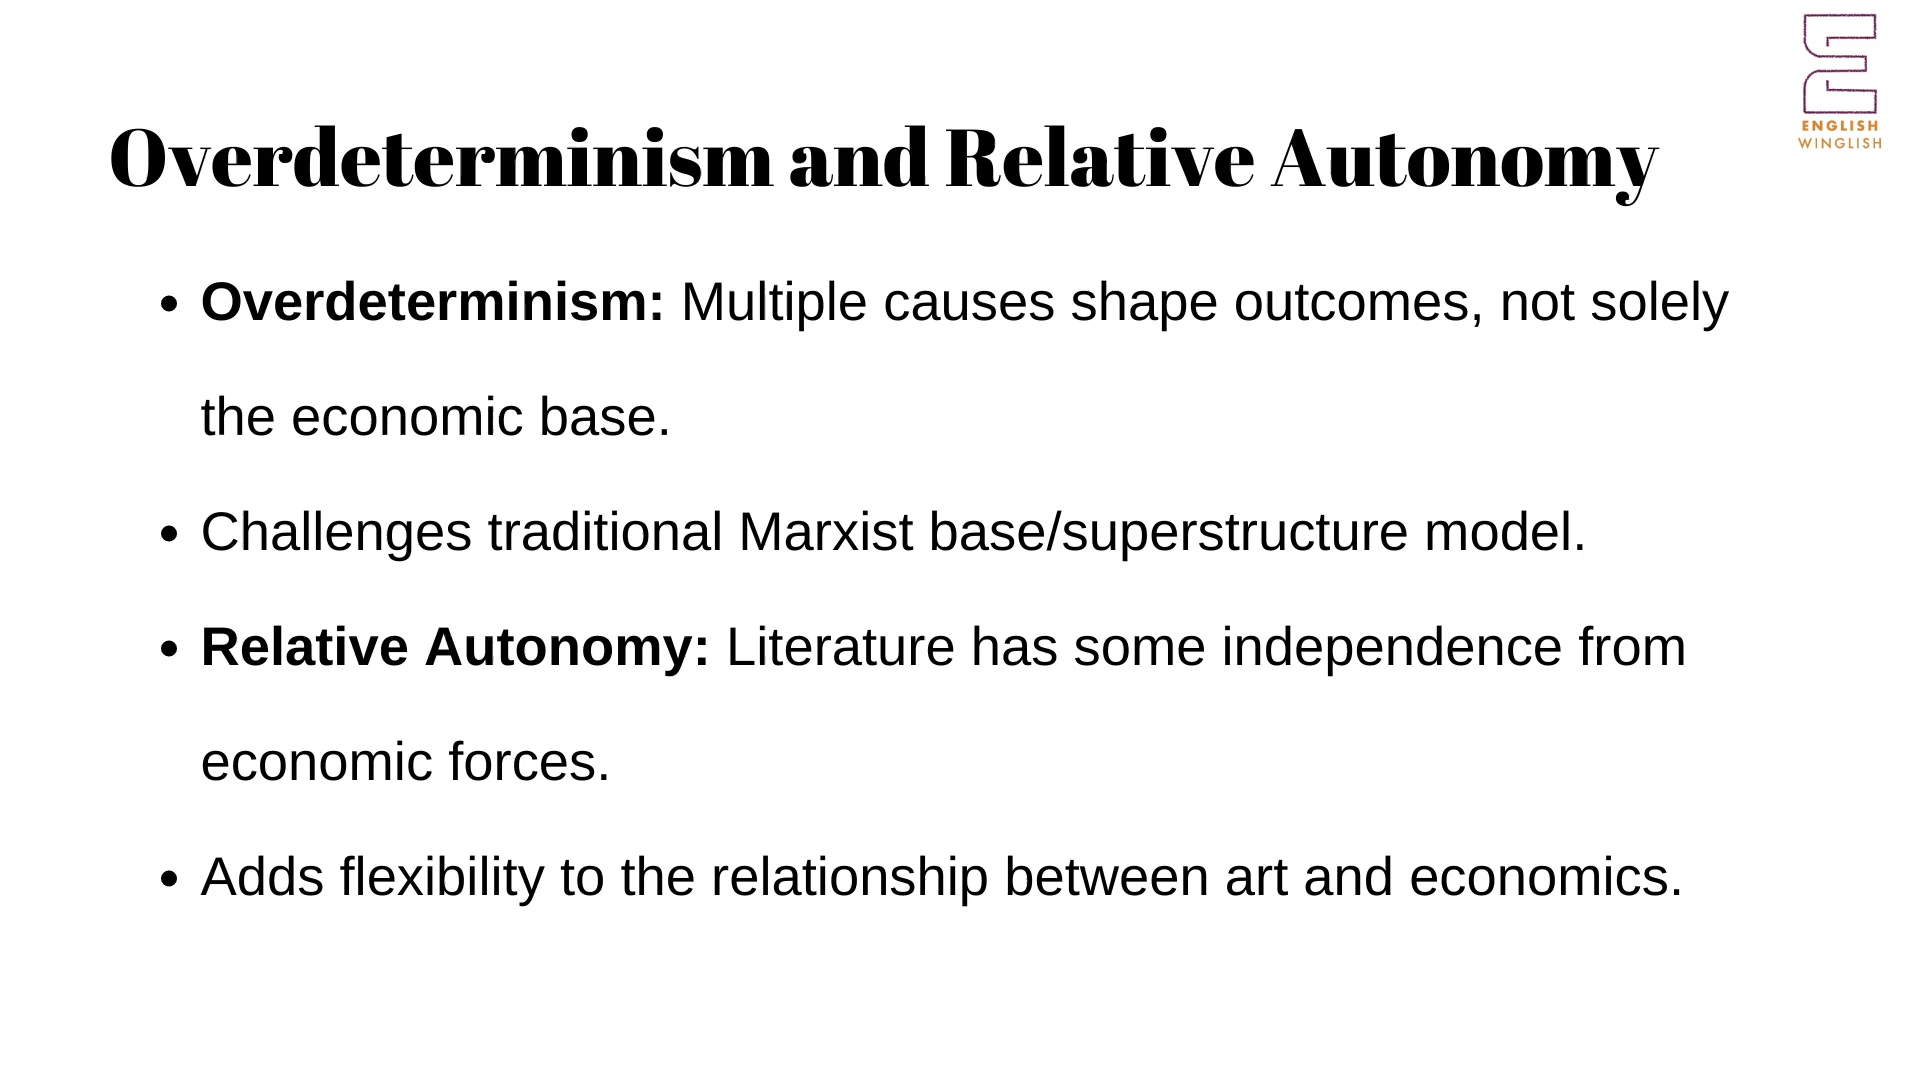 ENGLISH
WINGLISH
Overdeterminism and Relative Autonomy
• Overdeterminism: Multiple causes shape outcomes, not solely
the economic base.
• Challenges traditional Marxist base/superstructure model.
• Relative Autonomy: Literature has some independence from
economic forces.
• Adds flexibility to the relationship between art and economics.